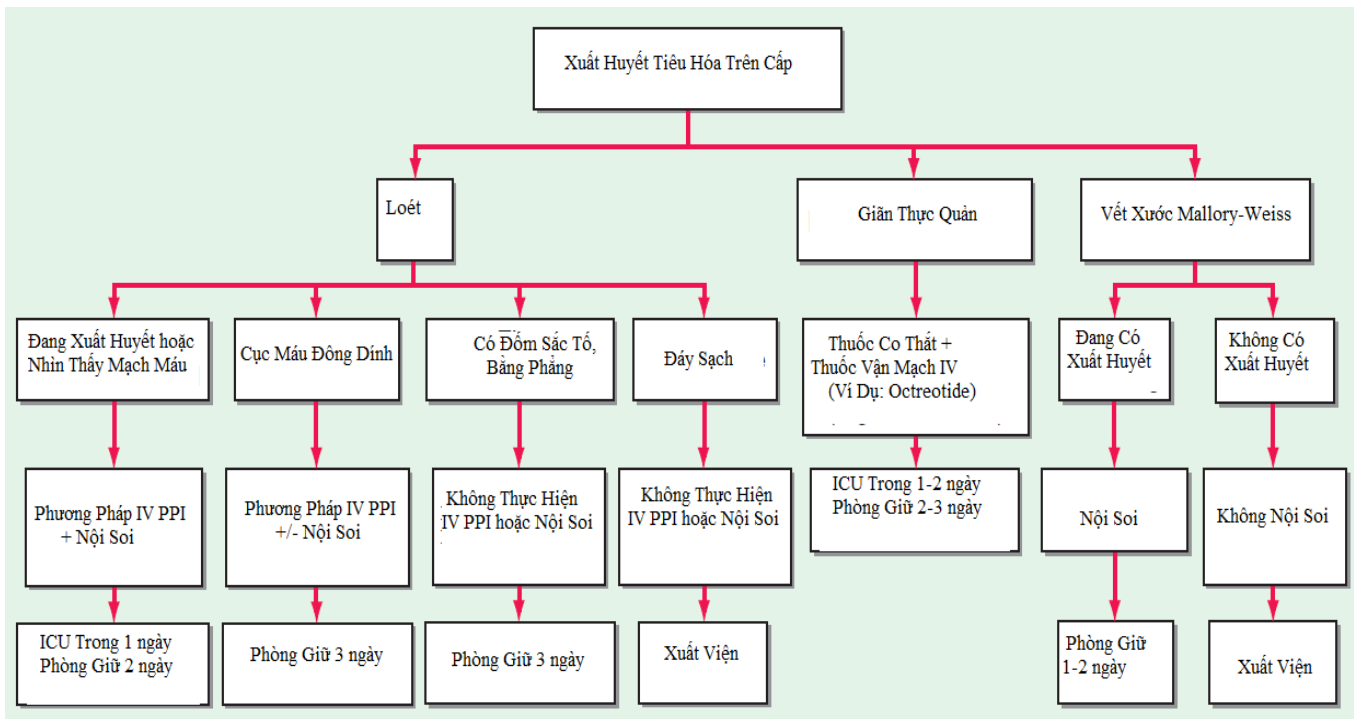 Xuất Huyết Tiêu Hóa Trên Cấp
Loét
Giãn Thực Quản
Vết Xước Mallory-Weiss
Đang Xuất Huyết hoặc
Nhìn Thấy Mạch Máu
Cục Máu Đông Dính
Có Đốm Sắc Tố,
Bằng Phẳng
Đáy Sạch
Thuốc Co Thắt +
Thuốc Vận Mạch IV
(Ví Dụ: Octreotide)
Đang Có
Xuất Huyết
Không Có
Xuất Huyết
Phương Pháp IV PPI
+ Nội Soi
Phương Pháp IV PPI
+/- Nội Soi
Không Thực Hiện
IV PPI hoặc Nội Soi
Không Thực Hiện
IV PPI hoặc Nội Soi
ICU Trong 1-2 ngày
Phòng Giữ 2-3 ngày
Nội Soi
Không Nội Soi
ICU Trong 1 ngày
Phòng Giữ 2 ngày
Phòng Giữ 3 ngày
Phòng Giữ 3 ngày
Xuất Viện
Phòng Giữ
1-2 ngày
Xuất Viện